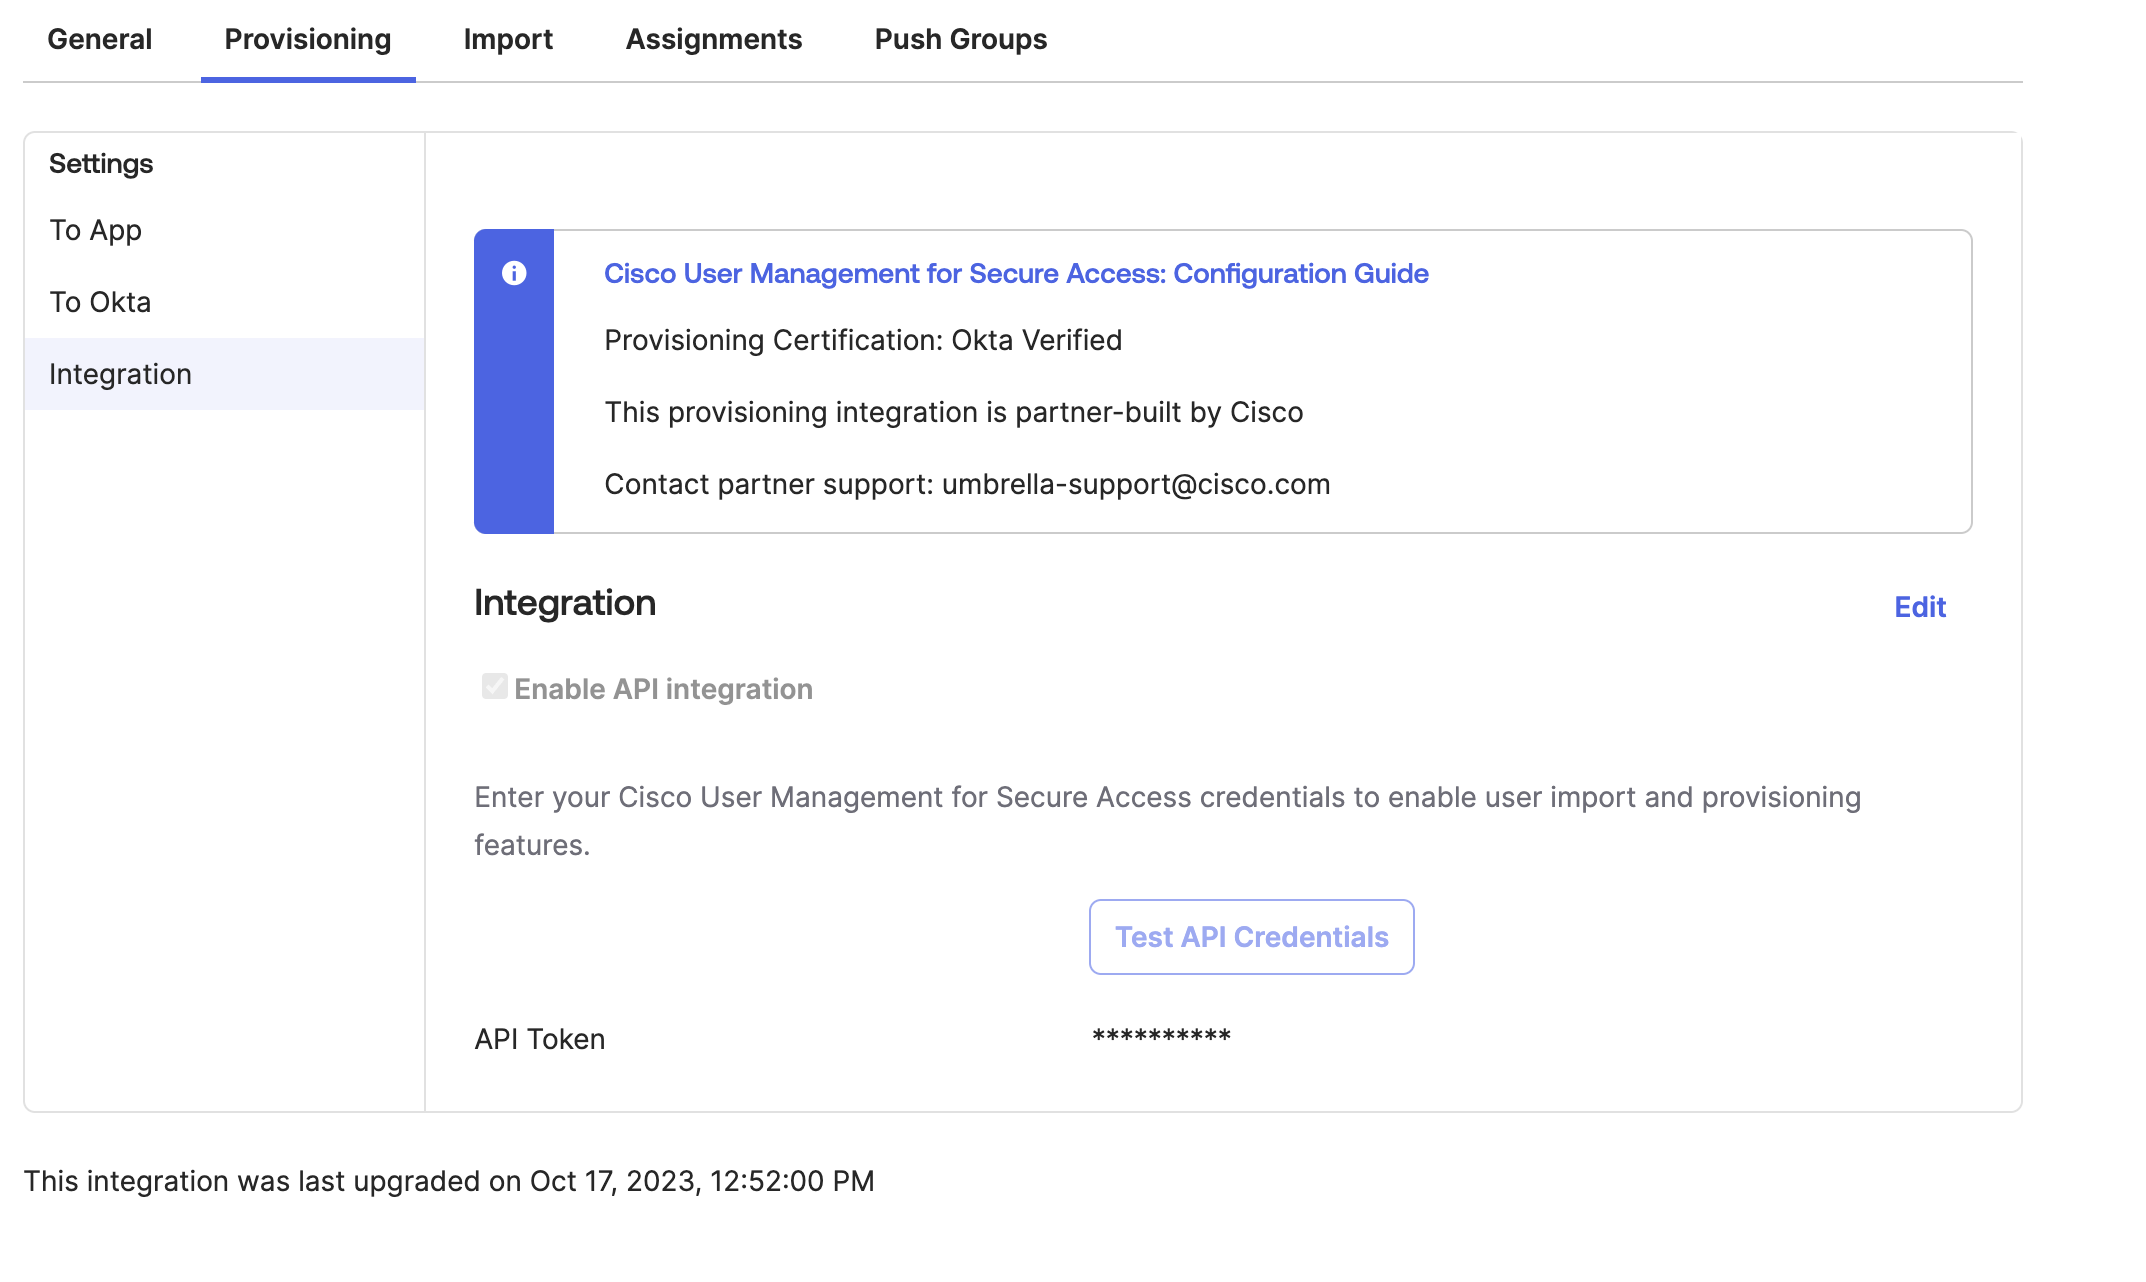 General Provisioning Import Assignments Push Groups
Settings
To App
To Okta
Integration
Cisco User Management for Secure Access: Configuration Guide
Provisioning Certification: Okta Verified
This provisioning integration is partner-built by Cisco
Contact partner support: umbrella-support@cisco.com
Integration
Edit
Enable API integration
Enter your Cisco User Management for Secure Access credentials to enable user import and provisioning
features.
Test API Credentials
API Token **********
This integration was last upgraded on Oct 17, 2023, 12:52:00 PM